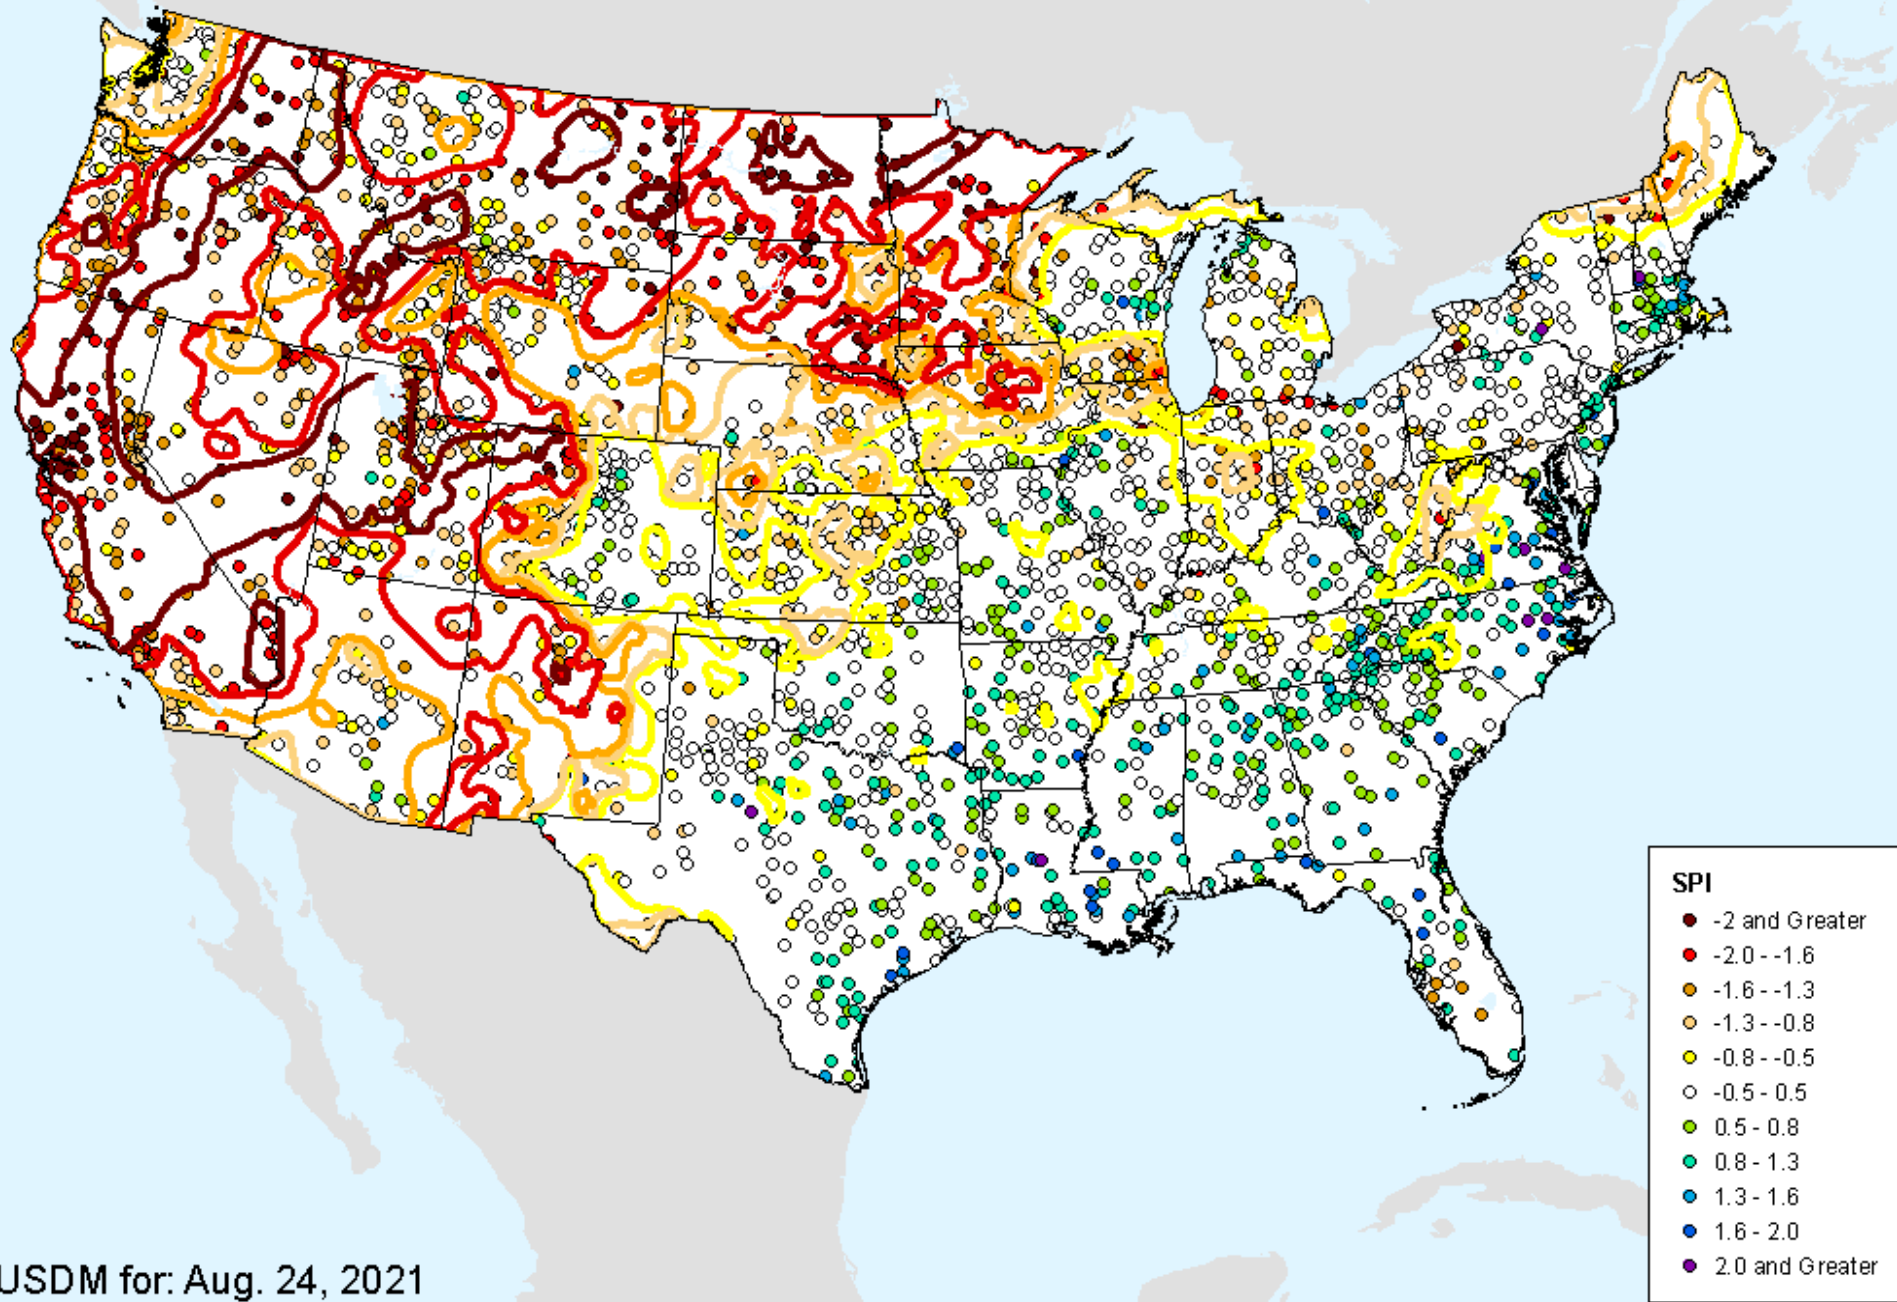 SPI
-2 and Greater
-2.0 - -1.6
-1.6 - -1.3
-1.3 - -0.8
-0.8 - -0.5
-0.5 - 0.5
0.5 - 0.8
0.8 - 1.3
1.3 - 1.6
1.6 - 2.0
2.0 and Greater
USDM for: Aug. 24, 2021